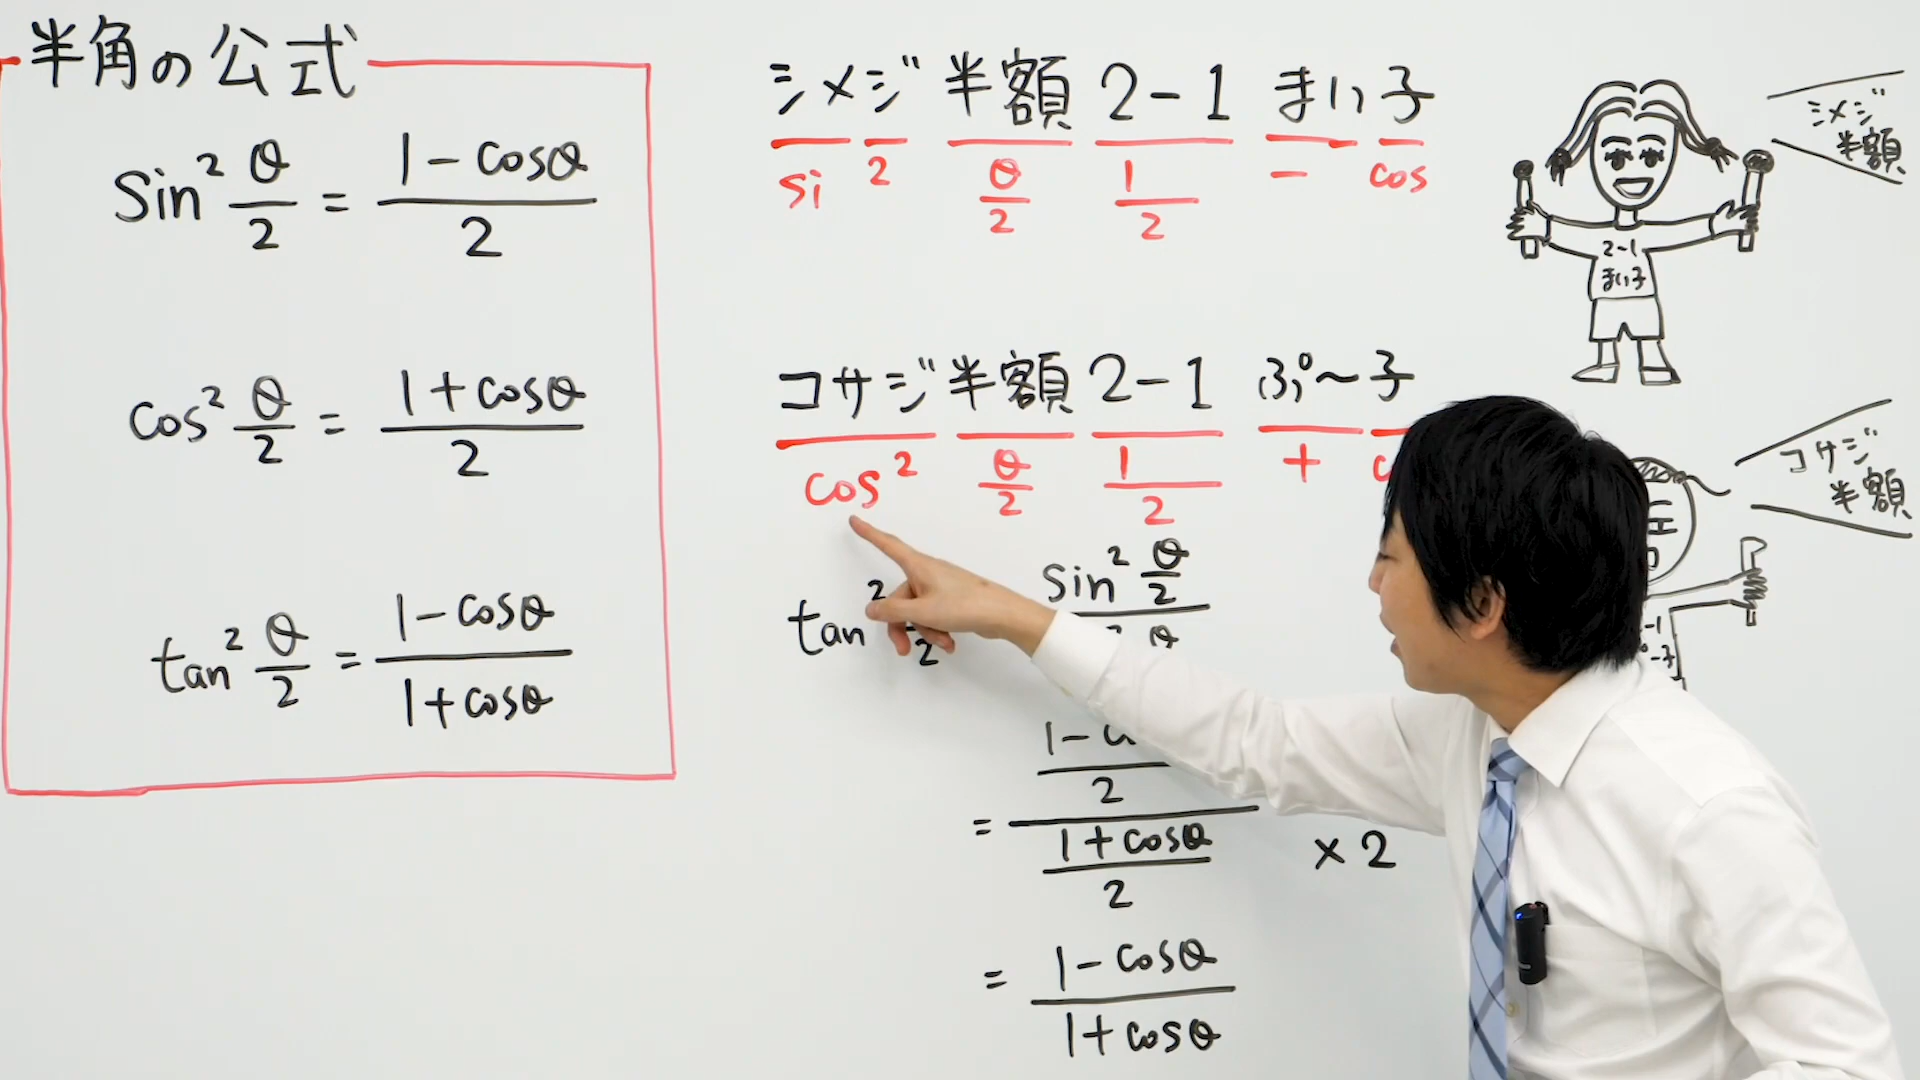 半角の公式
sin² θ/2 = (1 - cosθ)/2
cos² θ/2 = (1 + cosθ)/2
tan² θ/2 = (1 - cosθ)/(1 + cosθ)
シメジ 半額 2-1 まい子
si 2 θ/2 1/2 - cos
コサジ 半額 2-1 ぷ〜子
cos² θ/2 1/2 +
tan² 2
sin² θ/2
θ
1-
2
=
1 + cosθ
2
× 2
= (1 - cosθ)/(1 + cosθ)
シメジ
半額
2-1
まい子
コサジ
半額
-1
-子